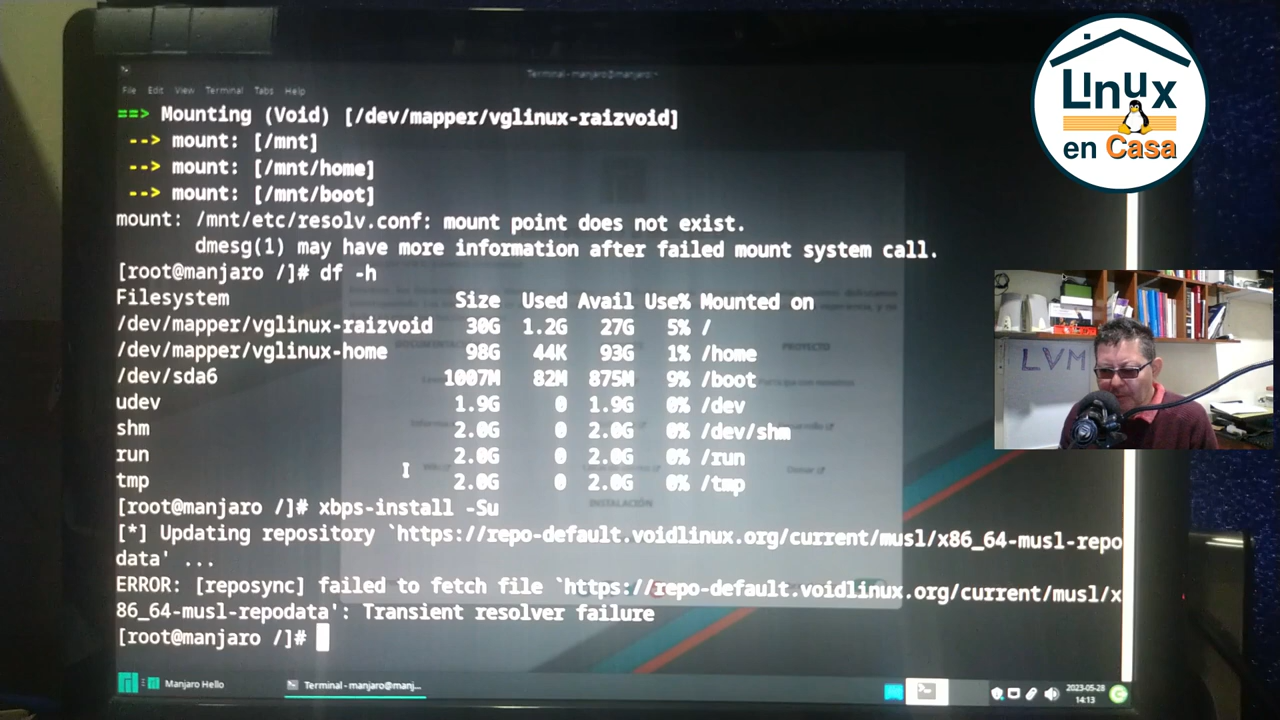 Terminal - manjaro@manjaro:~
File Edit View Terminal Tabs Help
==> Mounting (Void) [/dev/mapper/vglinux-raizvoid]
--> mount: [/mnt]
--> mount: [/mnt/home]
--> mount: [/mnt/boot]
mount: /mnt/etc/resolv.conf: mount point does not exist.
dmesg(1) may have more information after failed mount system call.
[root@manjaro /]# df -h
Filesystem Size Used Avail Use% Mounted on
/dev/mapper/vglinux-raizvoid 30G 1.2G 27G 5% /
/dev/mapper/vglinux-home 98G 44K 93G 1% /home
/dev/sda6 1007M 82M 875M 9% /boot
udev 1.9G 0 1.9G 0% /dev
shm 2.0G 0 2.0G 0% /dev/shm
run 2.0G 0 2.0G 0% /run
tmp 2.0G 0 2.0G 0% /tmp
[root@manjaro /]# xbps-install -Su
[*] Updating repository `https://repo-default.voidlinux.org/current/musl/x86_64-musl-repo
data' ...
ERROR: [reposync] failed to fetch file `https://repo-default.voidlinux.org/current/musl/x
86_64-musl-repodata': Transient resolver failure
[root@manjaro /]#
PROYECTO
INSTALACIÓN
Manjaro Hello
Terminal - manjaro@manj...
2023-05-28
14:13
Linux
en Casa
LVM